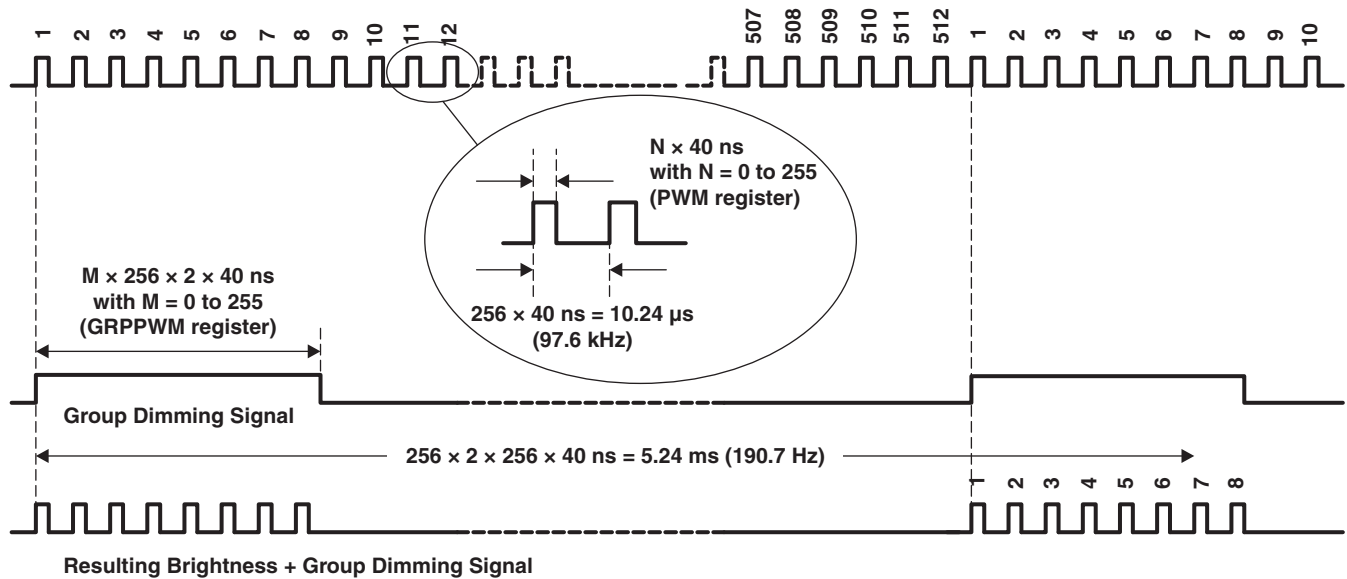 1 2 3 4 5 6 7 8 9 10 11 12 507 508 509 510 511 512 1 2 3 4 5 6 7 8 9 10
N × 40 ns
with N = 0 to 255
(PWM register)
M × 256 × 2 × 40 ns
with M = 0 to 255
(GRPPWM register)
256 × 40 ns = 10.24 µs
(97.6 kHz)
Group Dimming Signal
256 × 2 × 256 × 40 ns = 5.24 ms (190.7 Hz)
1 2 3 4 5 6 7 8
Resulting Brightness + Group Dimming Signal